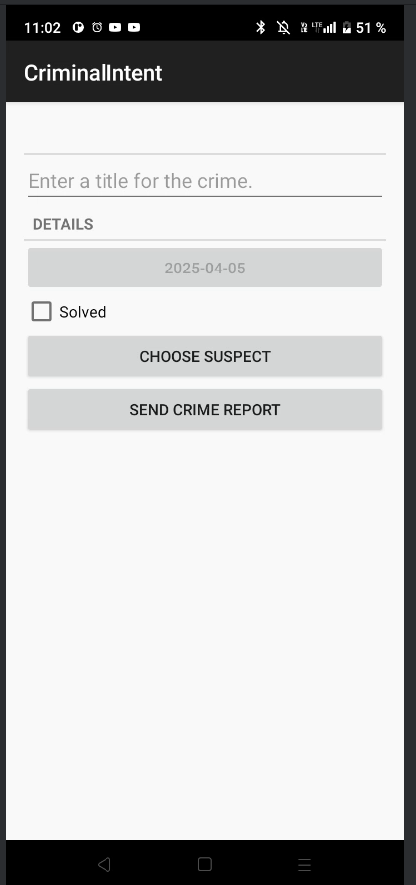 11:02 LTE 51 %
CriminalIntent
Enter a title for the crime.
DETAILS
2025-04-05
Solved
CHOOSE SUSPECT
SEND CRIME REPORT